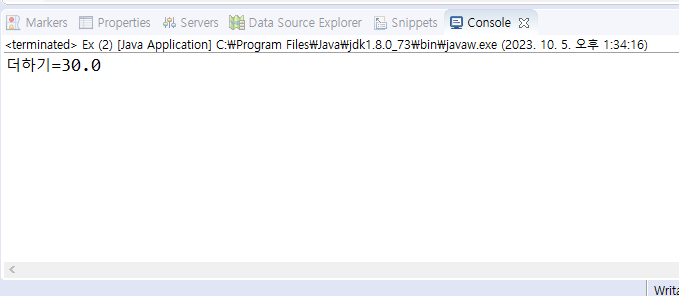 Markers Properties Servers Data Source Explorer Snippets Console
<terminated> Ex (2) [Java Application] C:₩Program Files₩Java₩jdk1.8.0_73₩bin₩javaw.exe (2023. 10. 5. 오후 1:34:16)
더하기=30.0
Writa